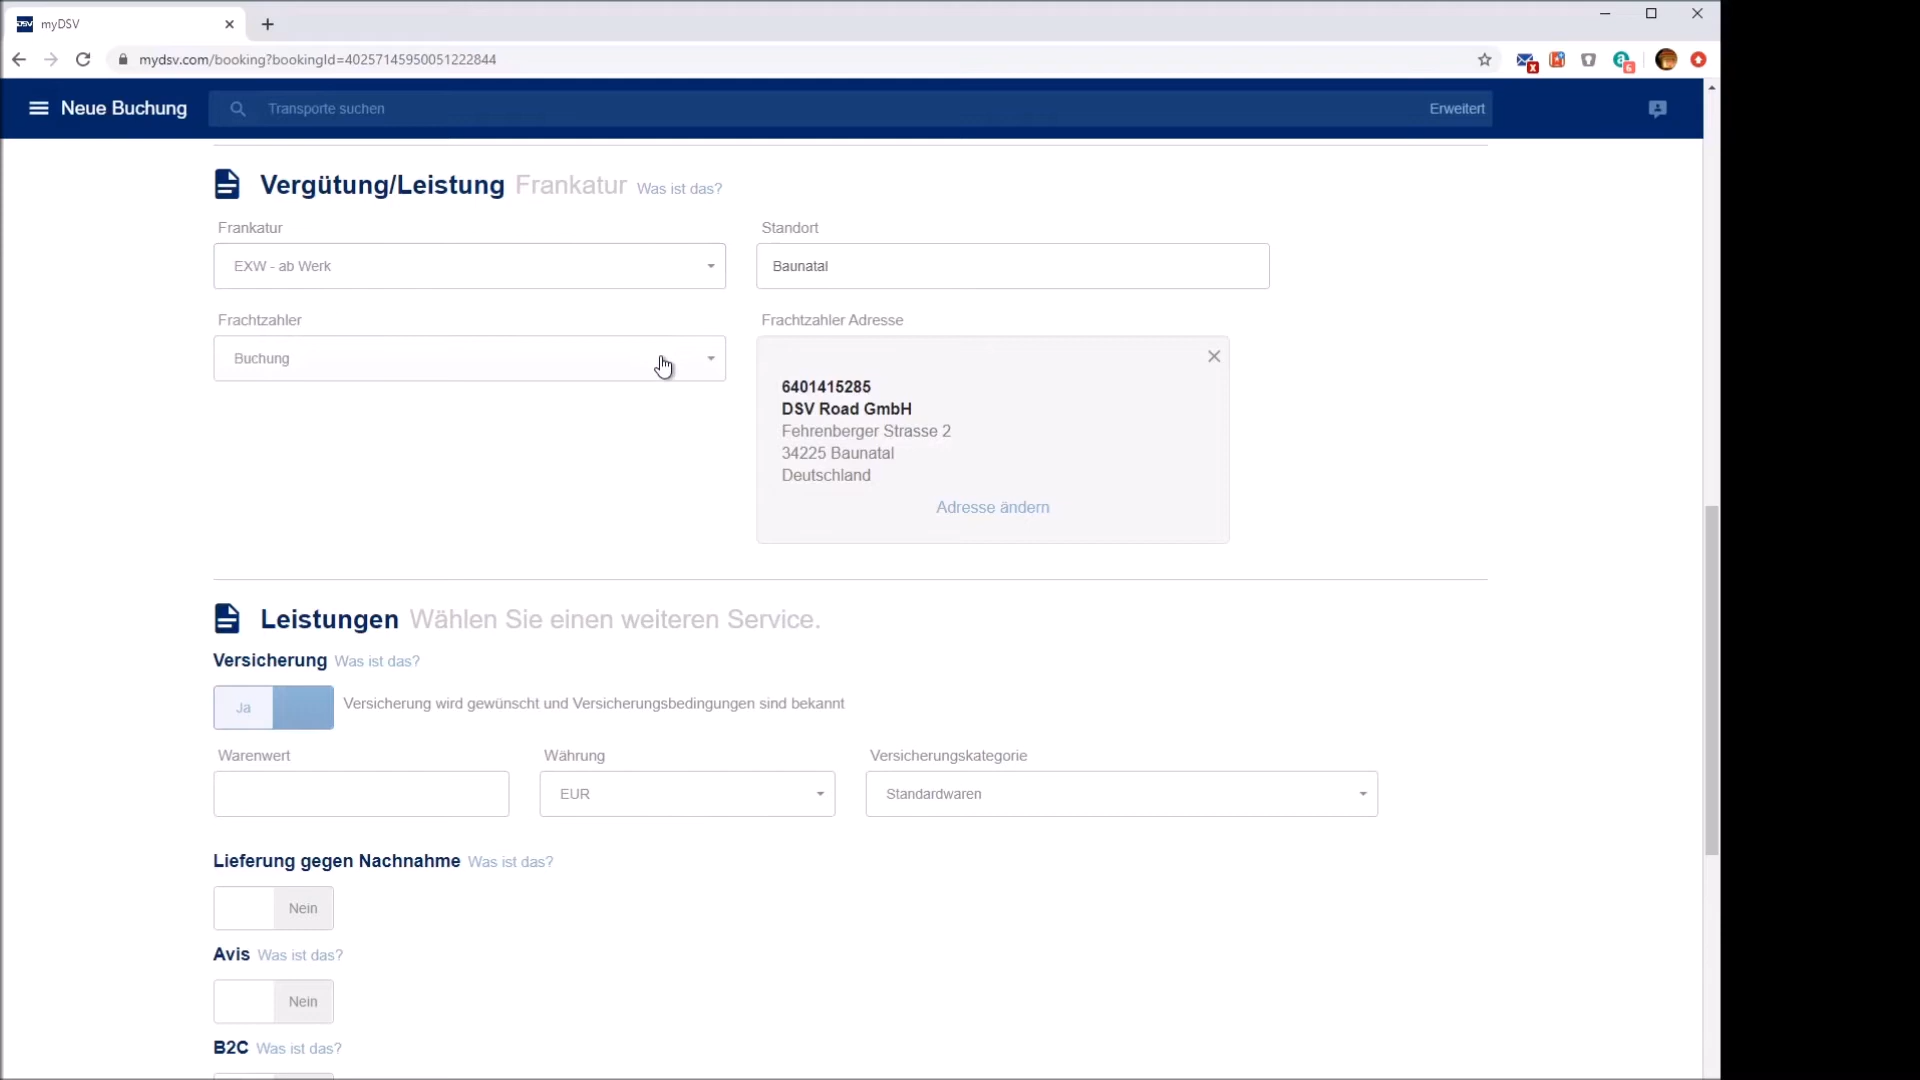 DSV myDSV
mydsv.com/booking?bookingId=40257145950051222844
x
6
Neue Buchung
Transporte suchen
Erweitert
Vergütung/Leistung Frankatur Was ist das?
Frankatur
Standort
EXW - ab Werk
Baunatal
Frachtzahler
Frachtzahler Adresse
Buchung
6401415285
DSV Road GmbH
Fehrenberger Strasse 2
34225 Baunatal
Deutschland
Adresse ändern
Leistungen Wählen Sie einen weiteren Service.
Versicherung Was ist das?
Ja
Versicherung wird gewünscht und Versicherungsbedingungen sind bekannt
Warenwert
Währung
Versicherungskategorie
EUR
Standardwaren
Lieferung gegen Nachnahme Was ist das?
Nein
Avis Was ist das?
Nein
B2C Was ist das?